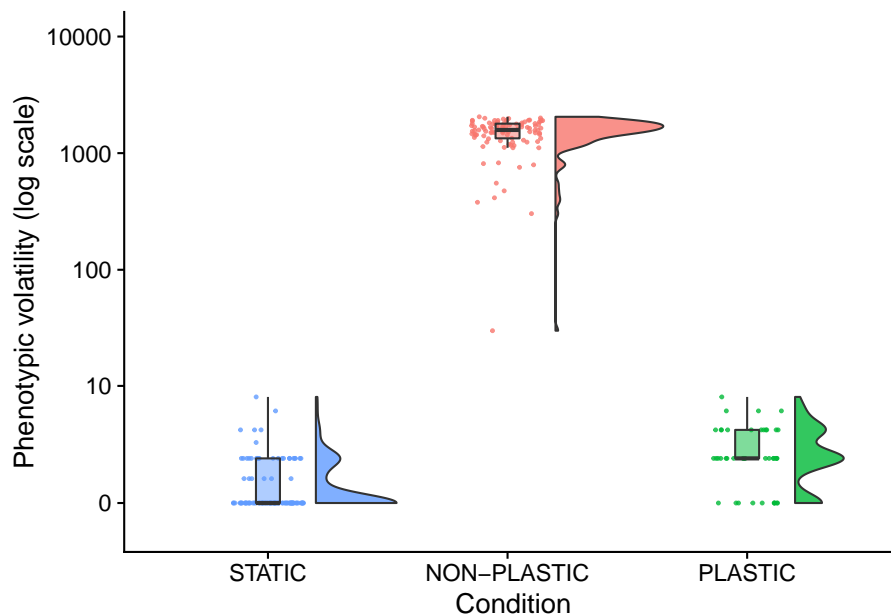 Phenotypic volatility (log scale)
10000
1000
100
10
0
STATIC
NON−PLASTIC
PLASTIC
Condition